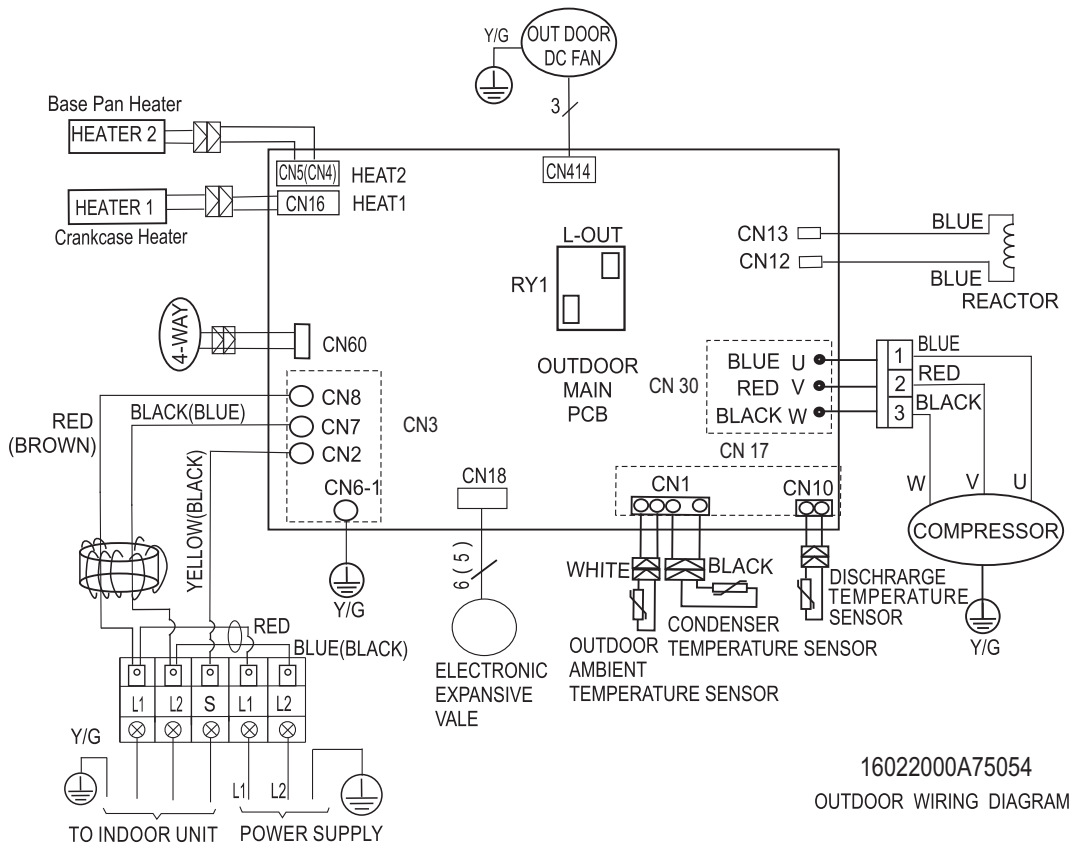 Y/G
OUT DOOR
DC FAN
3
Base Pan Heater
HEATER 2
CN5(CN4)
HEAT2
CN414
HEATER 1
CN16
HEAT1
Crankcase Heater
L-OUT
RY1
CN13
BLUE
CN12
BLUE
REACTOR
4-WAY
CN60
OUTDOOR
MAIN
PCB
CN 30
BLUE U
RED V
BLACK W
1
2
3
BLUE
RED
BLACK
RED
(BROWN)
BLACK(BLUE)
YELLOW(BLACK)
CN8
CN7
CN2
CN3
CN6-1
Y/G
CN18
6 (5)
ELECTRONIC
EXPANSIVE
VALE
CN 17
CN1
CN10
WHITE
BLACK
OUTDOOR
AMBIENT
TEMPERATURE SENSOR
CONDENSER
TEMPERATURE SENSOR
DISCHRARGE
TEMPERATURE
SENSOR
W
V
U
COMPRESSOR
Y/G
RED
BLUE(BLACK)
L1
L2
S
L1
L2
Y/G
L1
L2
TO INDOOR UNIT
POWER SUPPLY
16022000A75054
OUTDOOR WIRING DIAGRAM